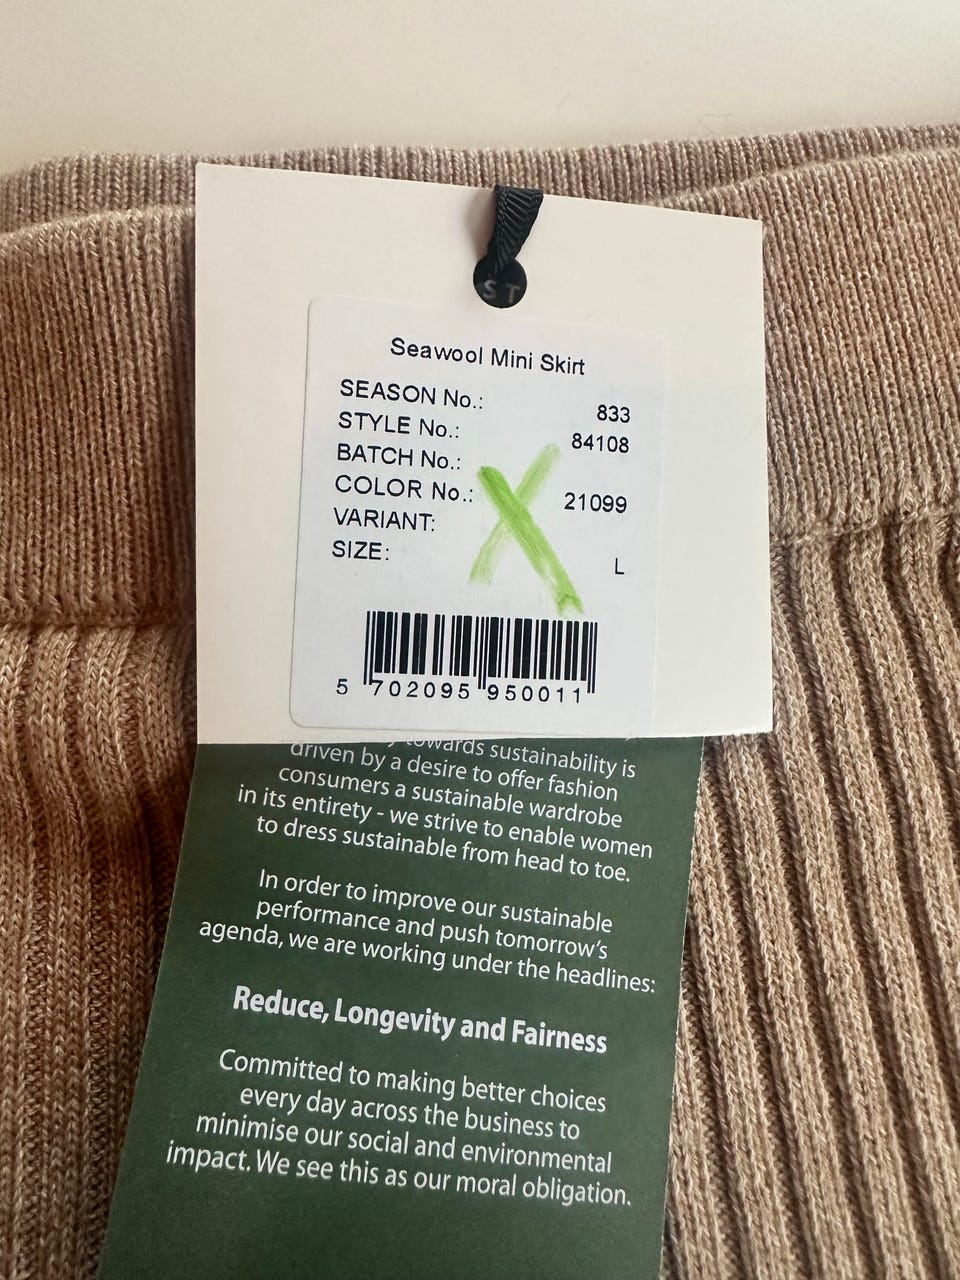 ST
Seawool Mini Skirt
SEASON No.: 833
STYLE No.: 84108
BATCH No.:
COLOR No.: 21099
VARIANT:
SIZE: L
5 702095 950011
towards sustainability is
driven by a desire to offer fashion
consumers a sustainable wardrobe
in its entirety - we strive to enable women
to dress sustainable from head to toe.
In order to improve our sustainable
performance and push tomorrow's
agenda, we are working under the headlines:
Reduce, Longevity and Fairness
Committed to making better choices
every day across the business to
minimise our social and environmental
impact. We see this as our moral obligation.